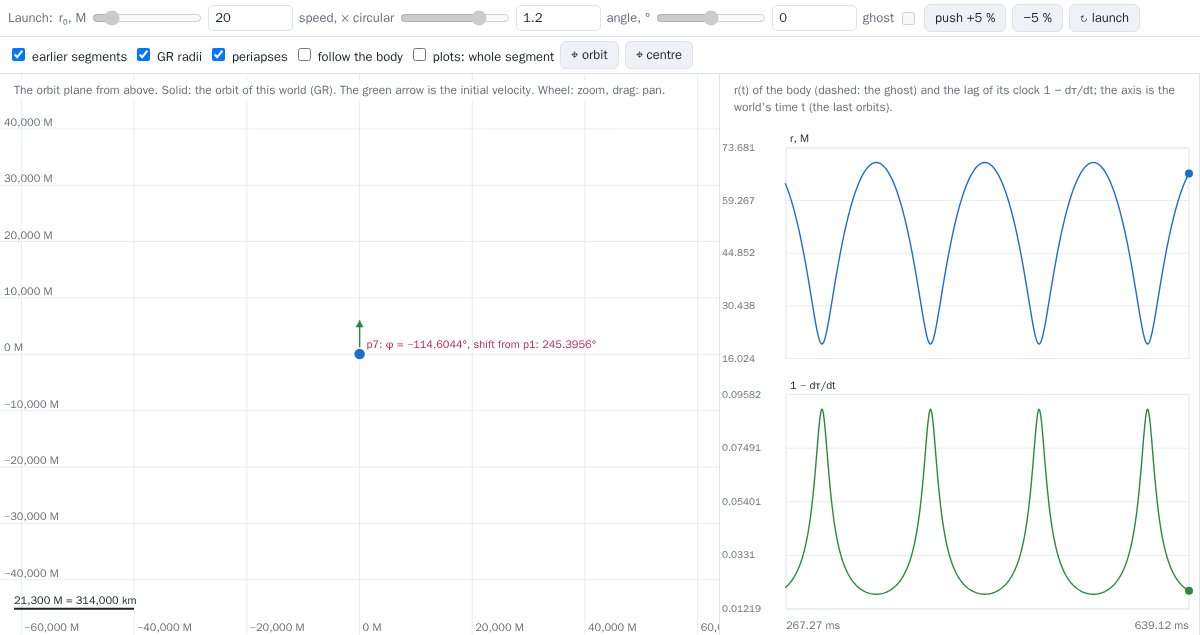 Launch: r₀, M 20 speed, × circular 1.2 angle, ° 0 ghost push +5 % −5 % ↻ launch
earlier segments GR radii periapses follow the body plots: whole segment ⌖ orbit ⌖ centre
The orbit plane from above. Solid: the orbit of this world (GR). The green arrow is the initial velocity. Wheel: zoom, drag: pan.
40,000 M
30,000 M
20,000 M
10,000 M
p7: φ = −114.6044°, shift from p1: 245.3956°
0 M
−10,000 M
−20,000 M
−30,000 M
−40,000 M
21,300 M = 314,000 km
−60,000 M −40,000 M −20,000 M 0 M 20,000 M 40,000 M 60,
r(t) of the body (dashed: the ghost) and the lag of its clock 1 − dτ/dt; the axis is the
world's time t (the last orbits).
r, M
73.681
59.267
44.852
30.438
16.024
1 − dτ/dt
0.09582
0.07491
0.05401
0.0331
0.01219
267.27 ms 639.12 ms